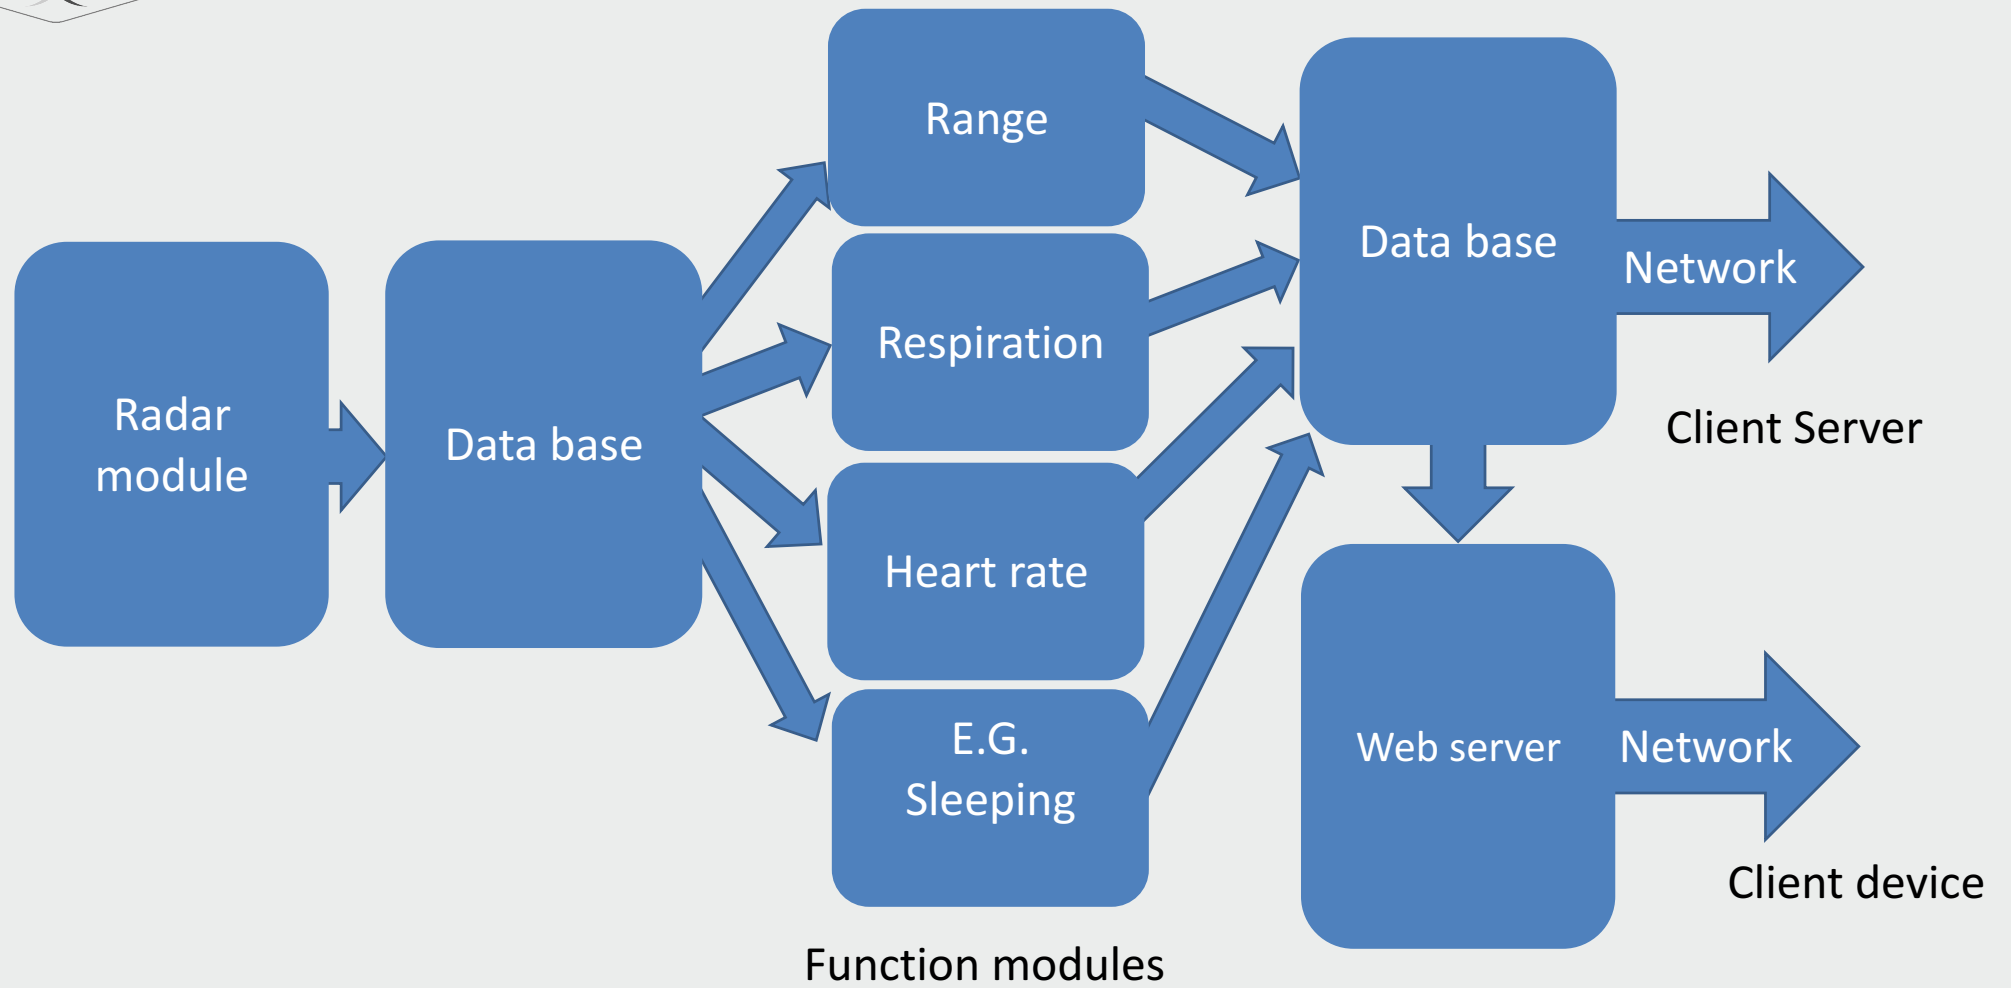 Radar
module
Data base
Range
Respiration
Heart rate
E.G.
Sleeping
Function modules
Data base
Network
Client Server
Web server
Network
Client device